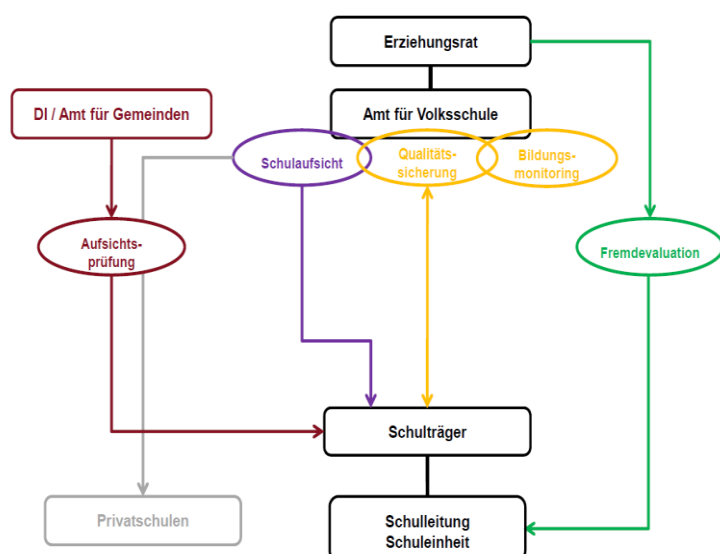 Erziehungsrat
DI / Amt für Gemeinden
Amt für Volksschule
Schulaufsicht
Qualitäts-
sicherung
Bildungs-
monitoring
Aufsichts-
prüfung
Fremdevaluation
Schulträger
Privatschulen
Schulleitung
Schuleinheit